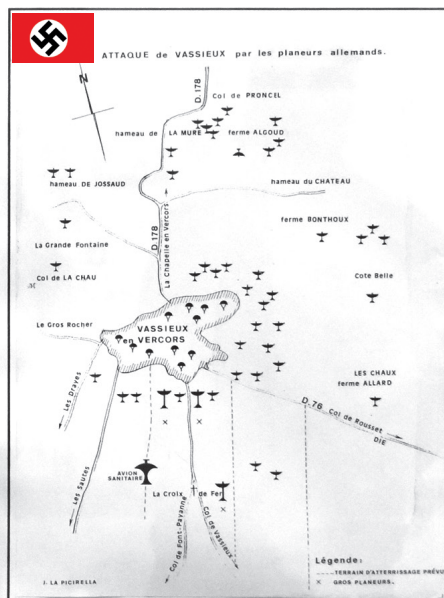 ATTAQUE de VASSIEUX par les planeurs allemands.
N
D.178
Col de PRONCEL
hameau de LA MURE
ferme ALGOUD
hameau DE JOSSAUD
hameau du CHATEAU
La Chapelle en Vercors
D.178
ferme BONTHOUX
La Grande Fontaine
Col de LA CHAU
Cote Belle
Le Gros Rocher
VASSIEUX
en VERCORS
LES CHAUX
ferme ALLARD
Les Draves
D.76 Col de Rousset
DIE
AVION
SANITAIRE
La Croix de Fer
Les Sautes
Col de Font-Payanne
Col de Vassieux
Légende:
TERRAIN D'ATTERRISSAGE PRÉVU
× GROS PLANEURS.
J. LA PICIRELLA